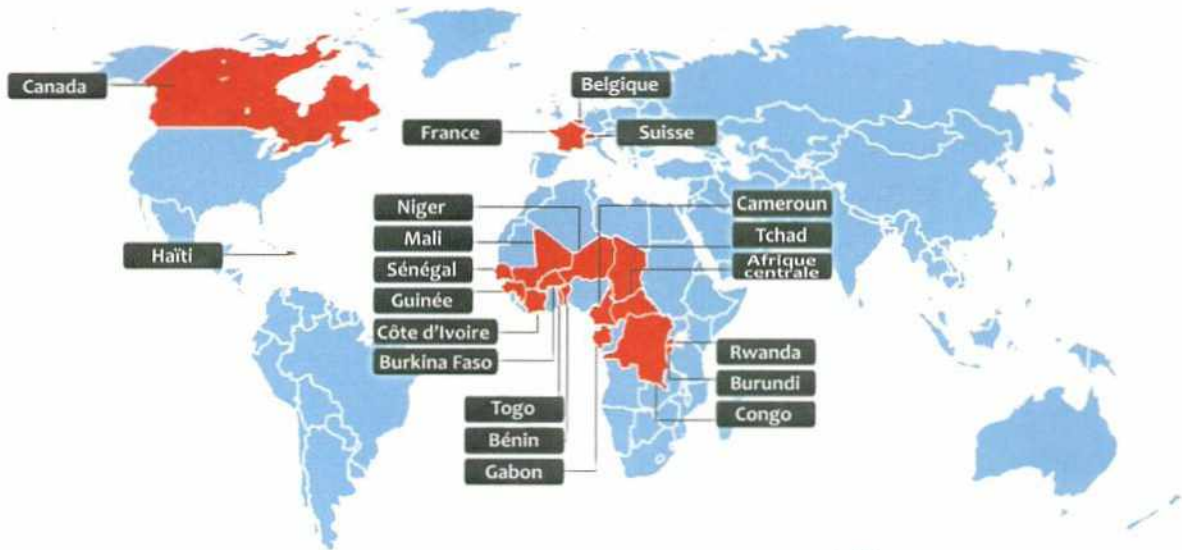 Canada
Belgique
France
Suisse
Niger
Cameroun
Mali
Tchad
Haïti
Sénégal
Afrique
centrale
Guinée
Côte d'Ivoire
Burkina Faso
Rwanda
Burundi
Togo
Congo
Bénin
Gabon